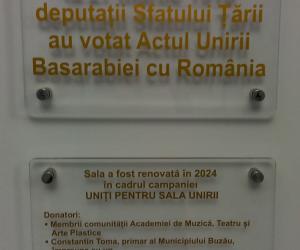 deputații Sfatului Țării
au votat Actul Unirii
Basarabiei cu România
Sala a fost renovată în 2024
în cadrul campaniei
UNIȚI PENTRU SALA UNIRII
Donatori:
• Membrii comunității Academiei de Muzică, Teatru și
Arte Plastice
• Constantin Toma, primar al Municipiului Buzău,